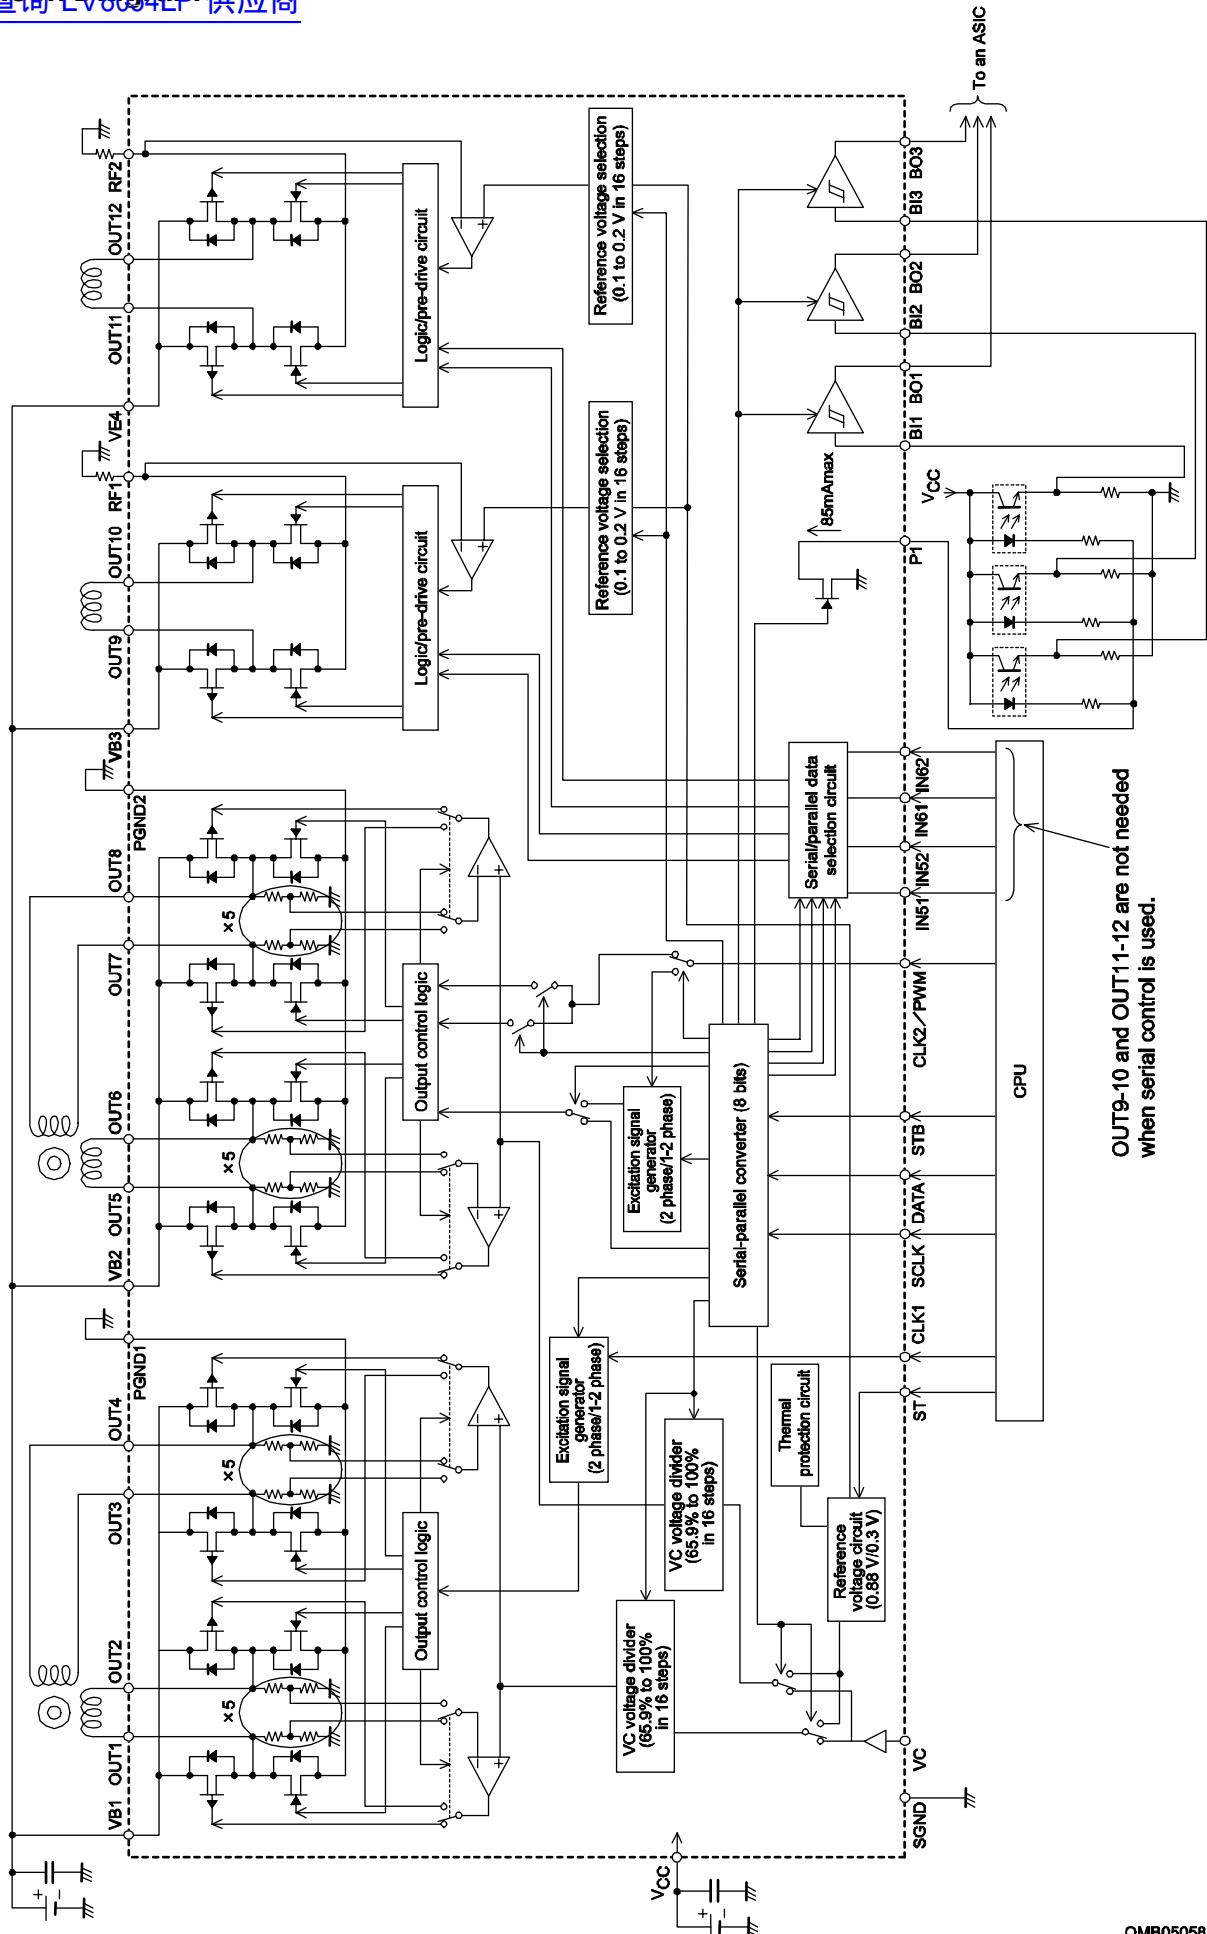 查询"LV8054LP"供应商
VB1
OUT1
OUT2
OUT3
OUT4
PGND1
VB2
OUT5
OUT6
OUT7
OUT8
PGND2
VB3
OUT9
OUT10
RF1
VE4
OUT11
OUT12
RF2
×5
×5
×5
×5
Output control logic
Output control logic
Logic/pre-drive circuit
Logic/pre-drive circuit
Reference voltage selection
(0.1 to 0.2 V in 16 steps)
Reference voltage selection
(0.1 to 0.2 V in 16 steps)
VC voltage divider
(65.9% to 100%
in 16 steps)
VC voltage divider
(65.9% to 100%
in 16 steps)
Excitation signal
generator
(2 phase/1-2 phase)
Excitation signal
generator
(2 phase/1-2 phase)
Serial-parallel converter (8 bits)
Serial/parallel data
selection circuit
Thermal
protection circuit
Reference
voltage circuit
(0.88 V/0.3 V)
85mAmax
VCC
SGND
VC
ST
CLK1
SCLK
DATA
STB
CLK2/PWM
IN51
IN52
IN61
IN62
P1
BI1
BO1
BI2
BO2
BI3
BO3
VCC
To an ASIC
CPU
OUT9-10 and OUT11-12 are not needed
when serial control is used.